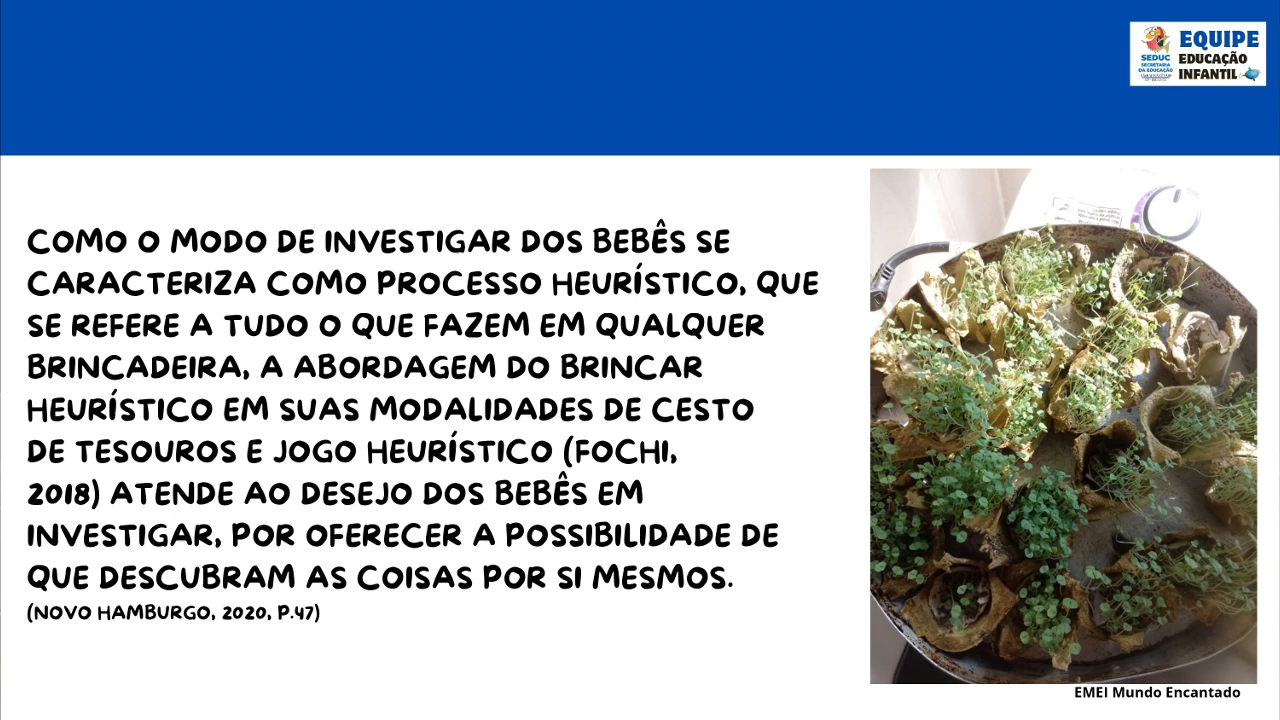 EQUIPE
EDUCAÇÃO
INFANTIL
SEDUC
SECRETARIA
DA EDUCAÇÃO
COMO O MODO DE INVESTIGAR DOS BEBÊS SE
CARACTERIZA COMO PROCESSO HEURÍSTICO, QUE
SE REFERE A TUDO O QUE FAZEM EM QUALQUER
BRINCADEIRA, A ABORDAGEM DO BRINCAR
HEURÍSTICO EM SUAS MODALIDADES DE CESTO
DE TESOUROS E JOGO HEURÍSTICO (FOCHI,
2018) ATENDE AO DESEJO DOS BEBÊS EM
INVESTIGAR, POR OFERECER A POSSIBILIDADE DE
QUE DESCUBRAM AS COISAS POR SI MESMOS.
(NOVO HAMBURGO, 2020, P.47)
EMEI Mundo Encantado